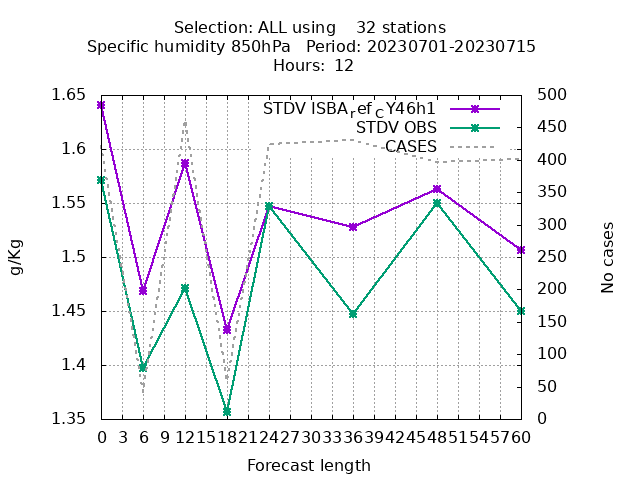 Selection: ALL using 32 stations
Specific humidity 850hPa Period: 20230701-20230715
Hours: 12
STDV ISBA_ref_CY46h1
STDV OBS
CASES
g/Kg
No cases
1.65
1.6
1.55
1.5
1.45
1.4
1.35
500
450
400
350
300
250
200
150
100
50
0
0 3 6 9 12 15 18 21 24 27 30 33 36 39 42 45 48 51 54 57 60
Forecast length